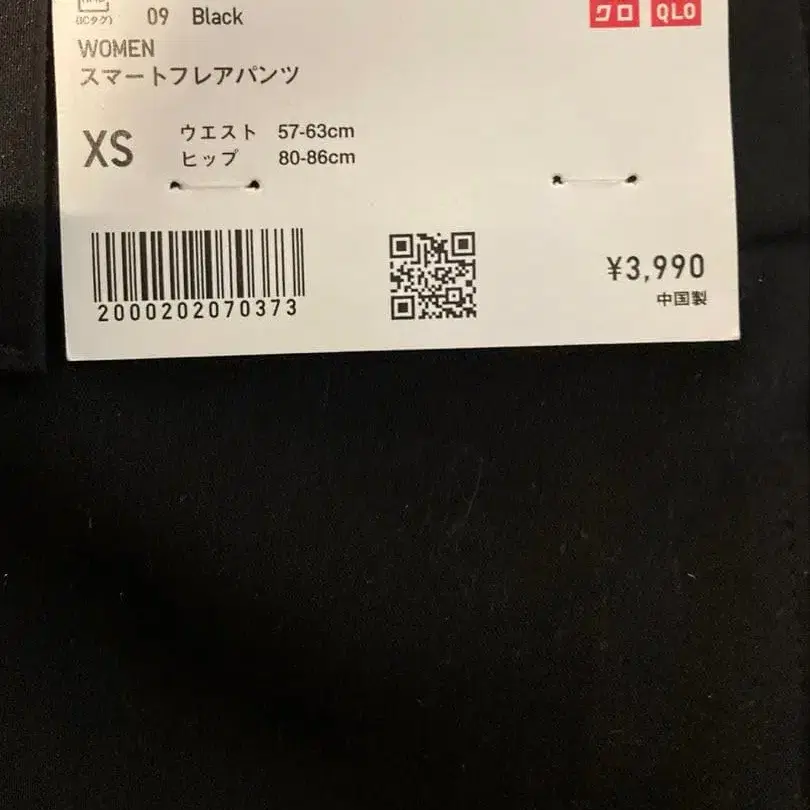 (ICタグ) 09 Black
クロ QLO
WOMEN
スマートフレアパンツ
XS
ウエスト 57-63cm
ヒップ 80-86cm
2000202070373
¥3,990
中国製